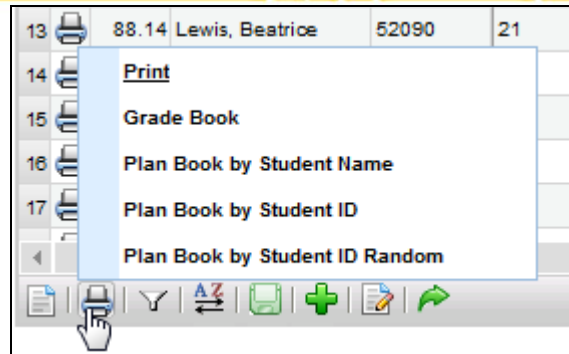 13 88.14 Lewis, Beatrice 52090 21
14 Print
15 Grade Book
16 Plan Book by Student Name
17 Plan Book by Student ID
Plan Book by Student ID Random
A Z